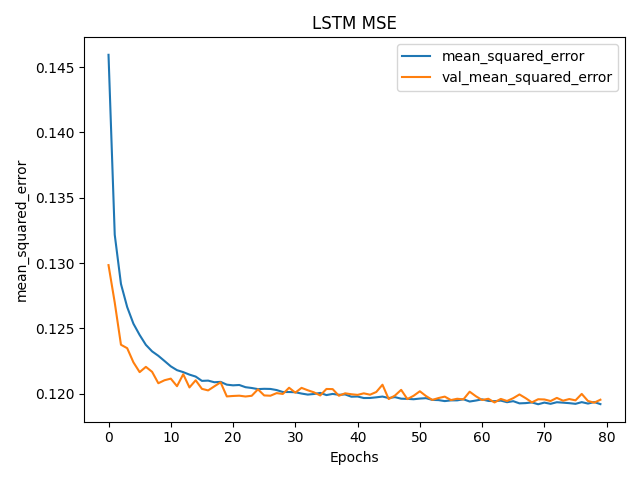 LSTM MSE
mean_squared_error
val_mean_squared_error
mean_squared_error
0.145
0.140
0.135
0.130
0.125
0.120
0 10 20 30 40 50 60 70 80
Epochs